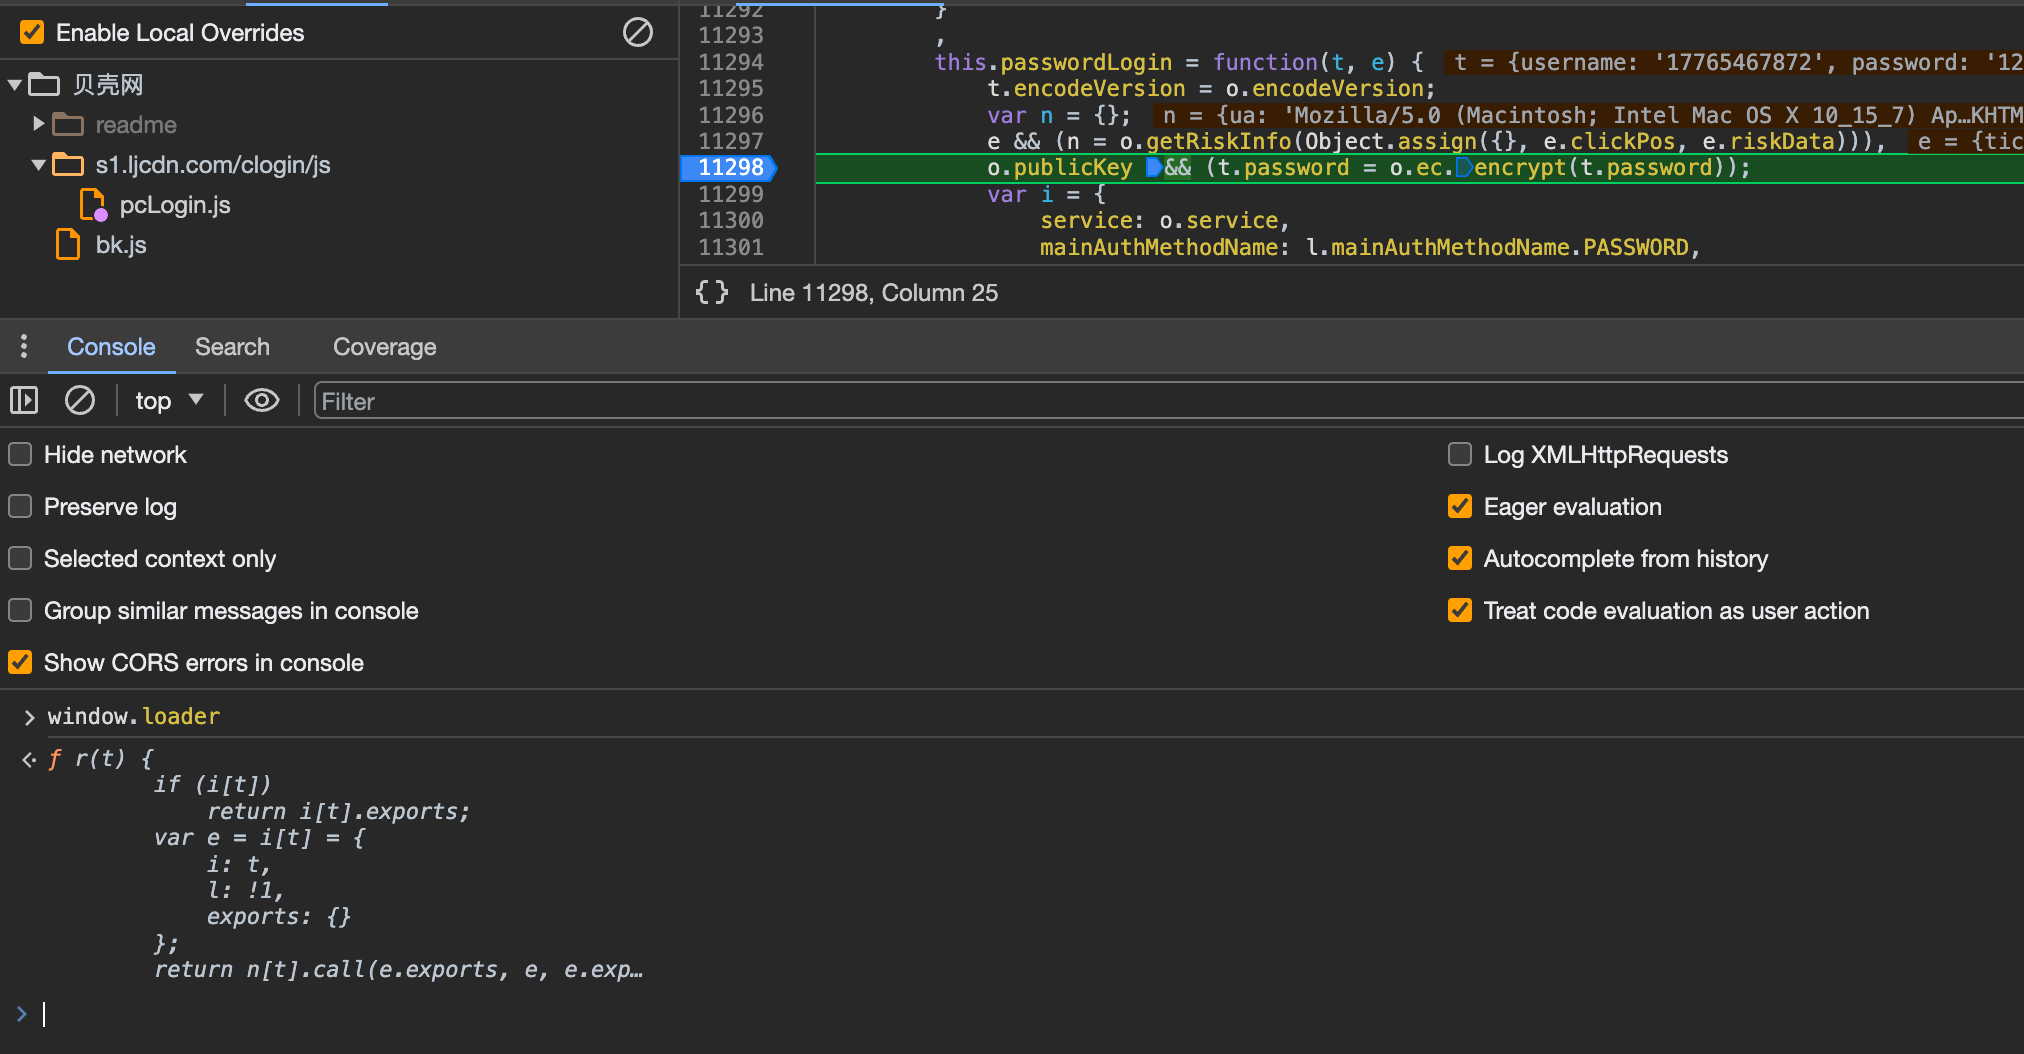 Enable Local Overrides
贝壳网
readme
s1.ljcdn.com/clogin/js
pcLogin.js
bk.js
11292 }
11293 ,
11294 this.passwordLogin = function(t, e) { t = {username: '17765467872', password: '12
11295 t.encodeVersion = o.encodeVersion;
11296 var n = {}; n = {ua: 'Mozilla/5.0 (Macintosh; Intel Mac OS X 10_15_7) Ap…KHTM
11297 e && (n = o.getRiskInfo(Object.assign({}, e.clickPos, e.riskData))), e = {tic
11298 o.publicKey && (t.password = o.ec.encrypt(t.password));
11299 var i = {
11300 service: o.service,
11301 mainAuthMethodName: l.mainAuthMethodName.PASSWORD,
{} Line 11298, Column 25
Console Search Coverage
top Filter
Hide network
Log XMLHttpRequests
Preserve log
Eager evaluation
Selected context only
Autocomplete from history
Group similar messages in console
Treat code evaluation as user action
Show CORS errors in console
> window.loader
ƒ r(t) {
if (i[t])
return i[t].exports;
var e = i[t] = {
i: t,
l: !1,
exports: {}
};
return n[t].call(e.exports, e, e.exp…
>